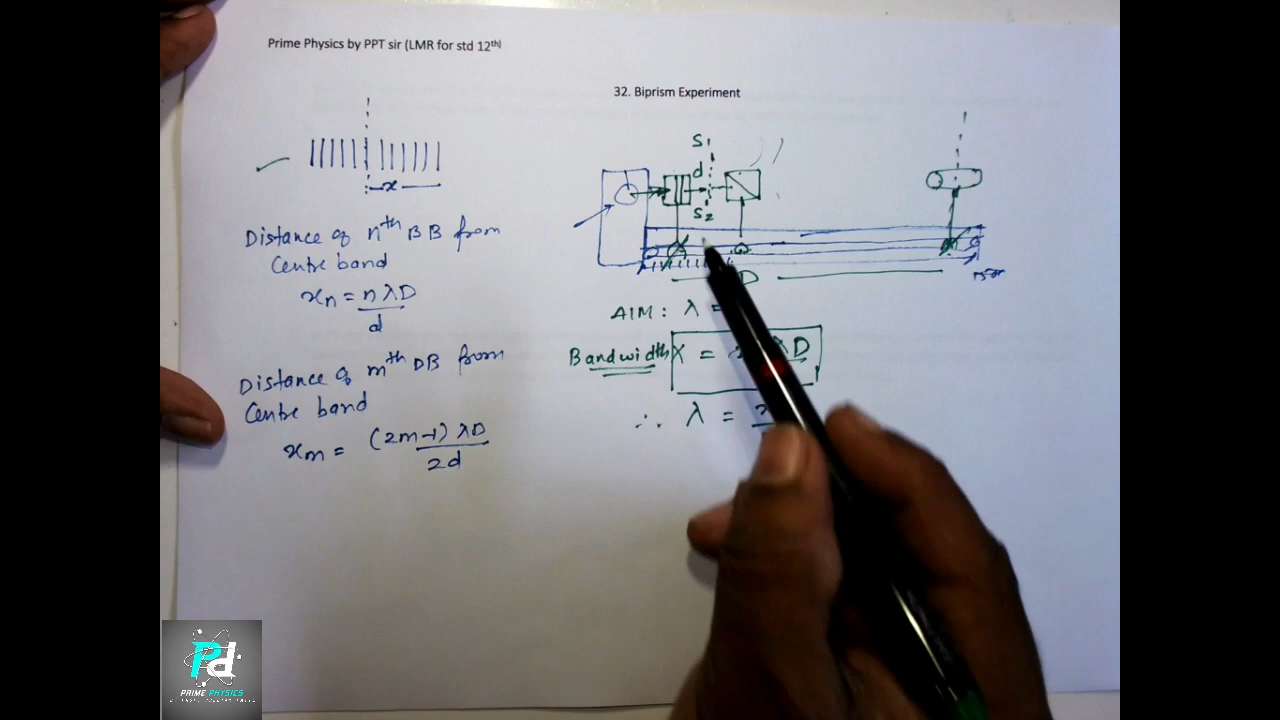 Prime Physics by PPT sir (LMR for std 12th)
32. Biprism Experiment
x
Distance of nth BB from
Centre band
xn = nλD
d
Distance of mth DB from
Centre band
xm = (2m-1) λD
2d
S1
d
S2
D
AIM: λ =
Bandwidth X = λD
∴ λ =
Pd
PRIME PHYSICS